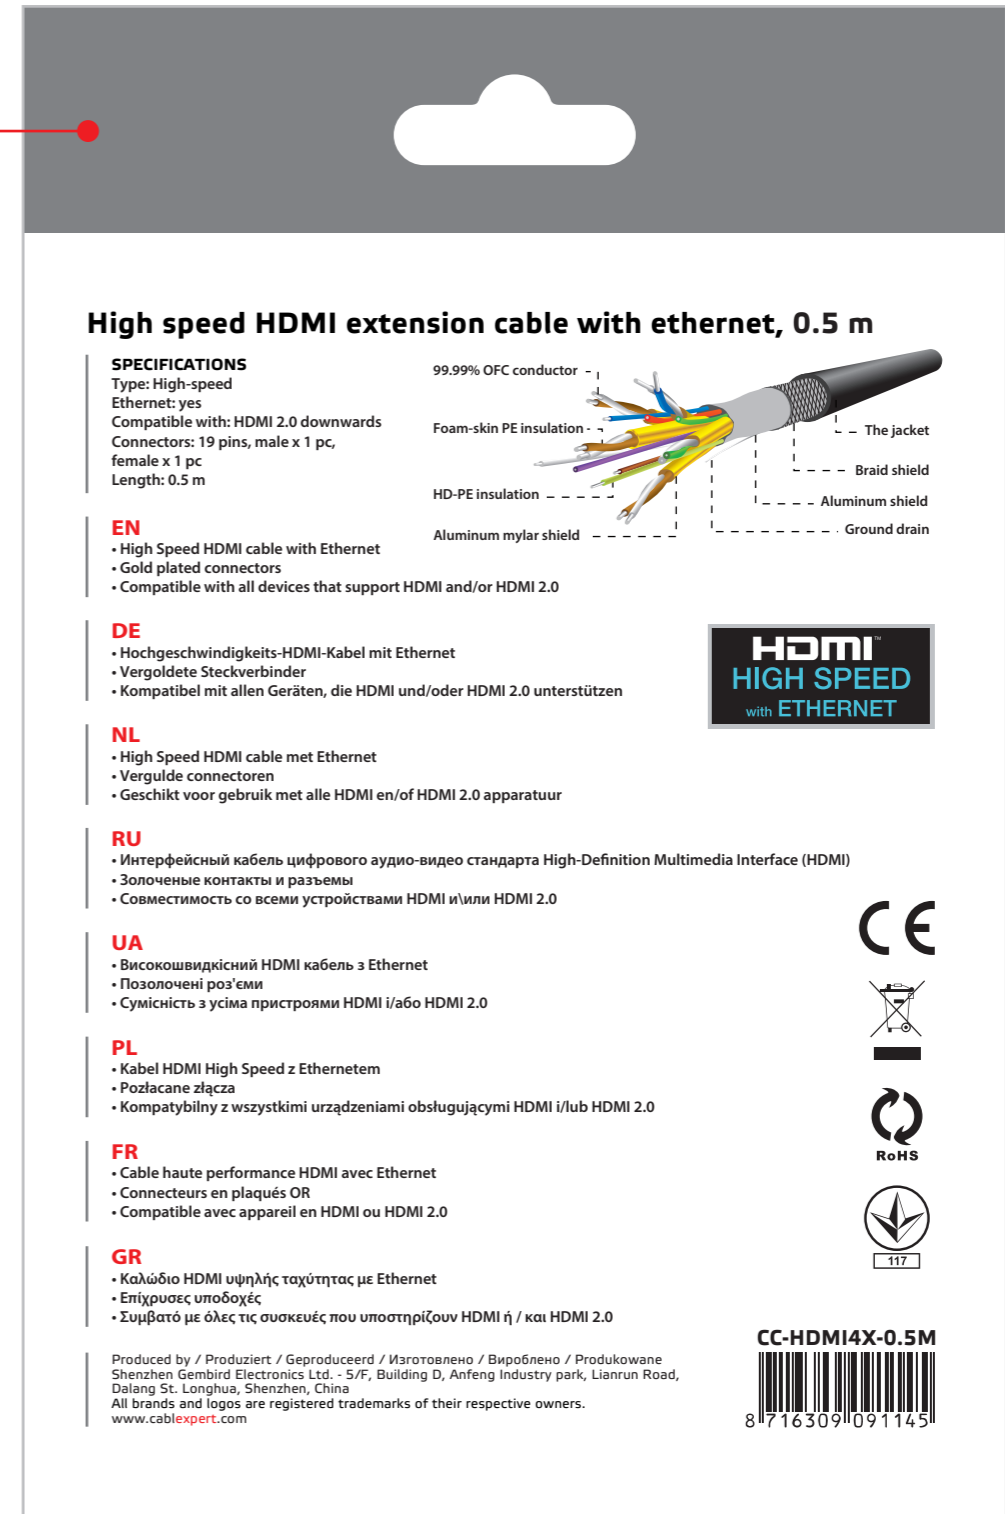 High speed HDMI extension cable with ethernet, 0.5 m
SPECIFICATIONS
Type: High-speed
Ethernet: yes
Compatible with: HDMI 2.0 downwards
Connectors: 19 pins, male x 1 pc,
female x 1 pc
Length: 0.5 m
99.99% OFC conductor
Foam-skin PE insulation
HD-PE insulation
Aluminum mylar shield
The jacket
Braid shield
Aluminum shield
Ground drain
EN
• High Speed HDMI cable with Ethernet
• Gold plated connectors
• Compatible with all devices that support HDMI and/or HDMI 2.0
DE
• Hochgeschwindigkeits-HDMI-Kabel mit Ethernet
• Vergoldete Steckverbinder
• Kompatibel mit allen Geräten, die HDMI und/oder HDMI 2.0 unterstützen
HDMI™
HIGH SPEED
with ETHERNET
NL
• High Speed HDMI cable met Ethernet
• Vergulde connectoren
• Geschikt voor gebruik met alle HDMI en/of HDMI 2.0 apparatuur
RU
• Интерфейсный кабель цифрового аудио-видео стандарта High-Definition Multimedia Interface (HDMI)
• Золоченые контакты и разъемы
• Совместимость со всеми устройствами HDMI и\или HDMI 2.0
UA
• Високошвидкісний HDMI кабель з Ethernet
• Позолочені роз'єми
• Сумісність з усіма пристроями HDMI і/або HDMI 2.0
PL
• Kabel HDMI High Speed z Ethernetem
• Pozłacane złącza
• Kompatybilny z wszystkimi urządzeniami obsługującymi HDMI i/lub HDMI 2.0
FR
• Cable haute performance HDMI avec Ethernet
• Connecteurs en plaqués OR
• Compatible avec appareil en HDMI ou HDMI 2.0
GR
• Καλώδιο HDMI υψηλής ταχύτητας με Ethernet
• Επίχρυσες υποδοχές
• Συμβατό με όλες τις συσκευές που υποστηρίζουν HDMI ή / και HDMI 2.0
CE
RoHS
117
Produced by / Produziert / Geproduceerd / Изготовлено / Вироблено / Produkowane
Shenzhen Gembird Electronics Ltd. - 5/F, Building D, Anfeng Industry park, Lianrun Road,
Dalang St. Longhua, Shenzhen, China
All brands and logos are registered trademarks of their respective owners.
www.cablexpert.com
CC-HDMI4X-0.5M
8 716309 091145